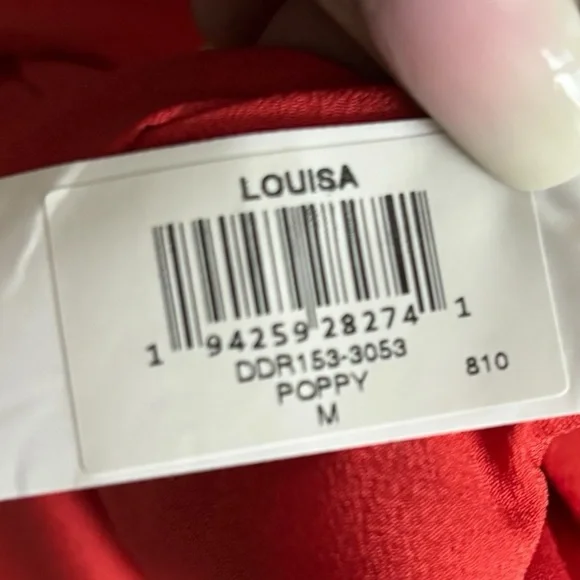 LOUISA
1 94259 28274 1
DDR153-3053
810
POPPY
M